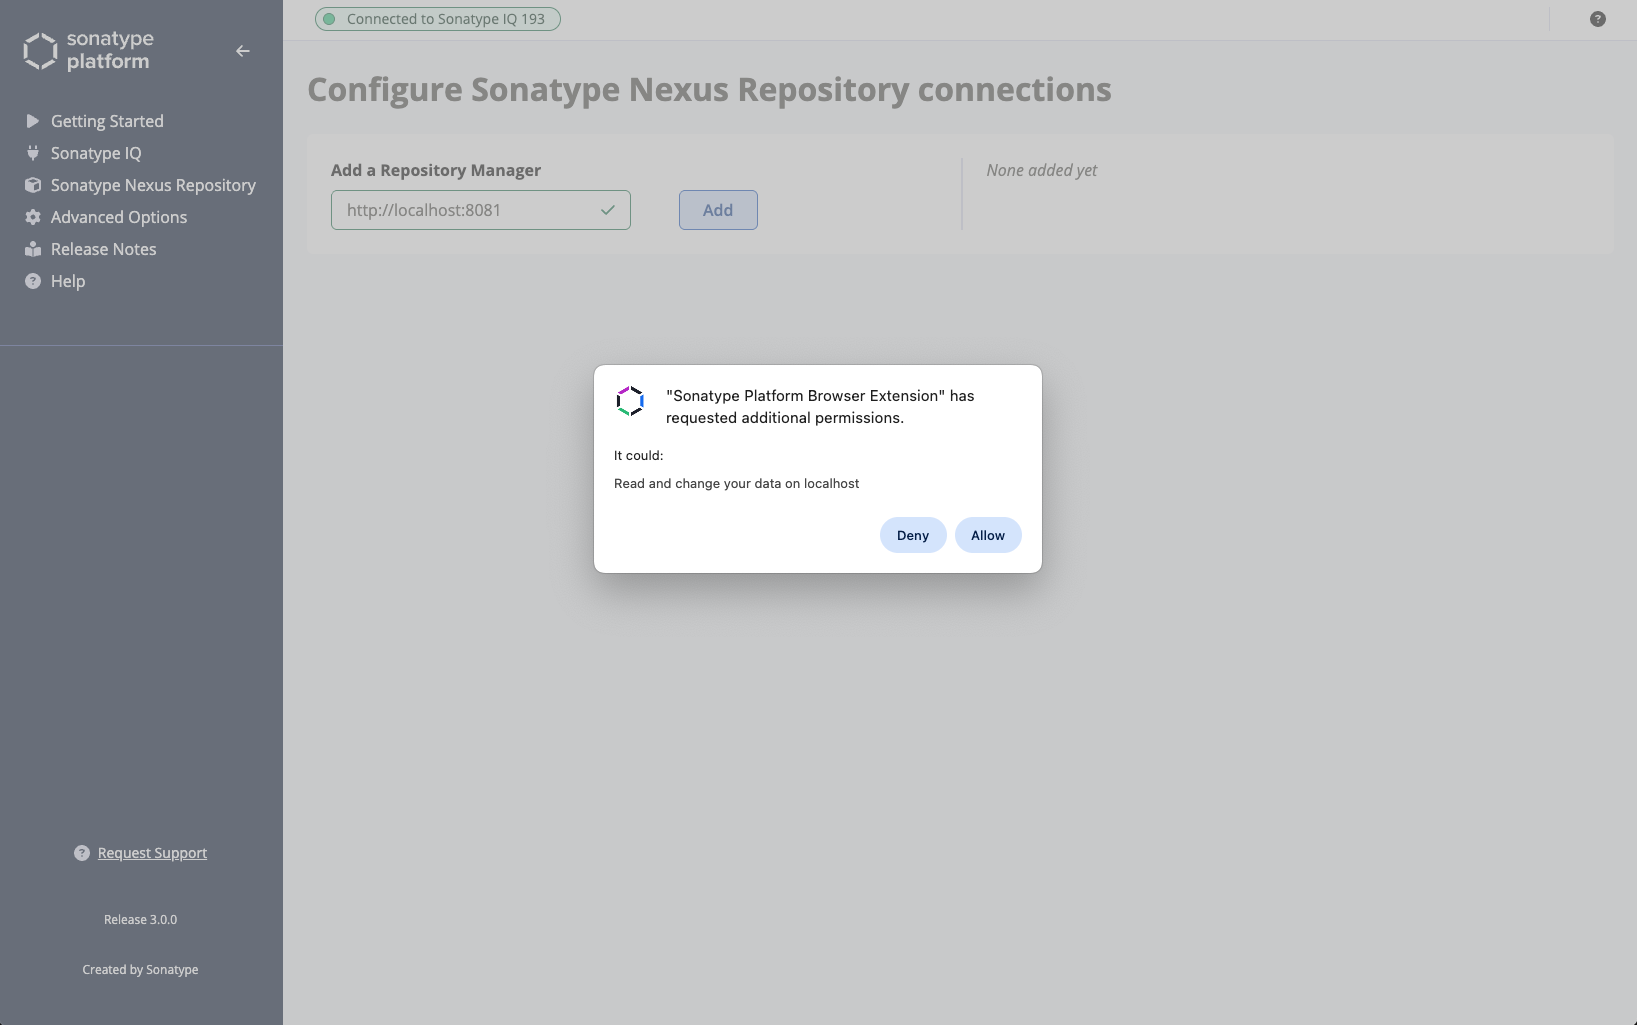 sonatype
platform
Getting Started
Sonatype IQ
Sonatype Nexus Repository
Advanced Options
Release Notes
Help
Request Support
Release 3.0.0
Created by Sonatype
Connected to Sonatype IQ 193
Configure Sonatype Nexus Repository connections
Add a Repository Manager
http://localhost:8081
Add
None added yet
"Sonatype Platform Browser Extension" has
requested additional permissions.
It could:
Read and change your data on localhost
Deny
Allow